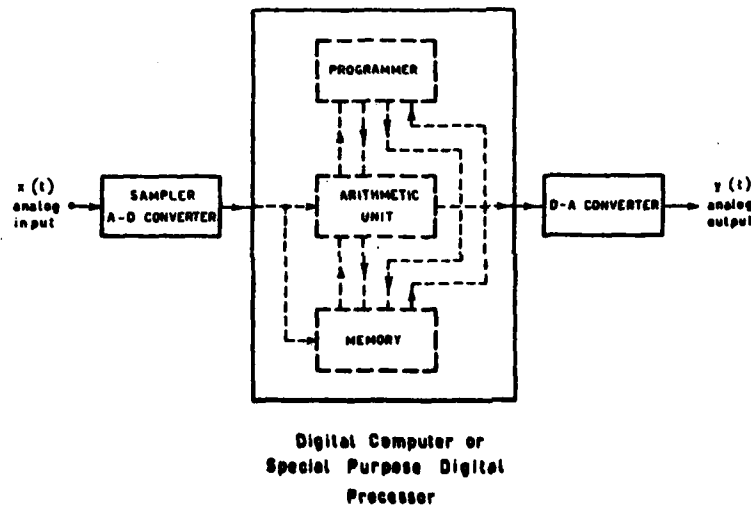 PROGRAMMER
x (t)
analog
input
SAMPLER
A-D CONVERTER
ARITHMETIC
UNIT
D-A CONVERTER
y (t)
analog
output
MEMORY
Digital Computer or
Special Purpose Digital
Processor